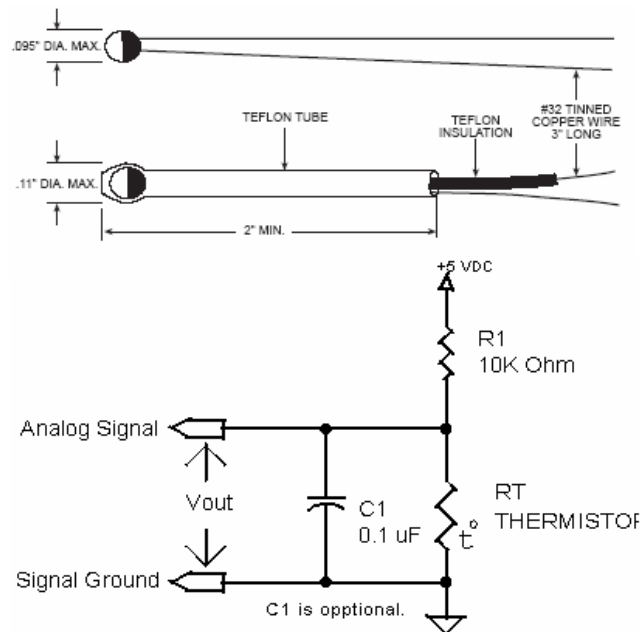 .095" DIA. MAX.
#32 TINNED
COPPER WIRE
3" LONG
TEFLON TUBE
TEFLON
INSULATION
.11" DIA. MAX.
2" MIN.
+5 VDC
R1
10K Ohm
Analog Signal
Vout
C1
0.1 uF
RT
THERMISTOR
t°
Signal Ground
C1 is opptional.